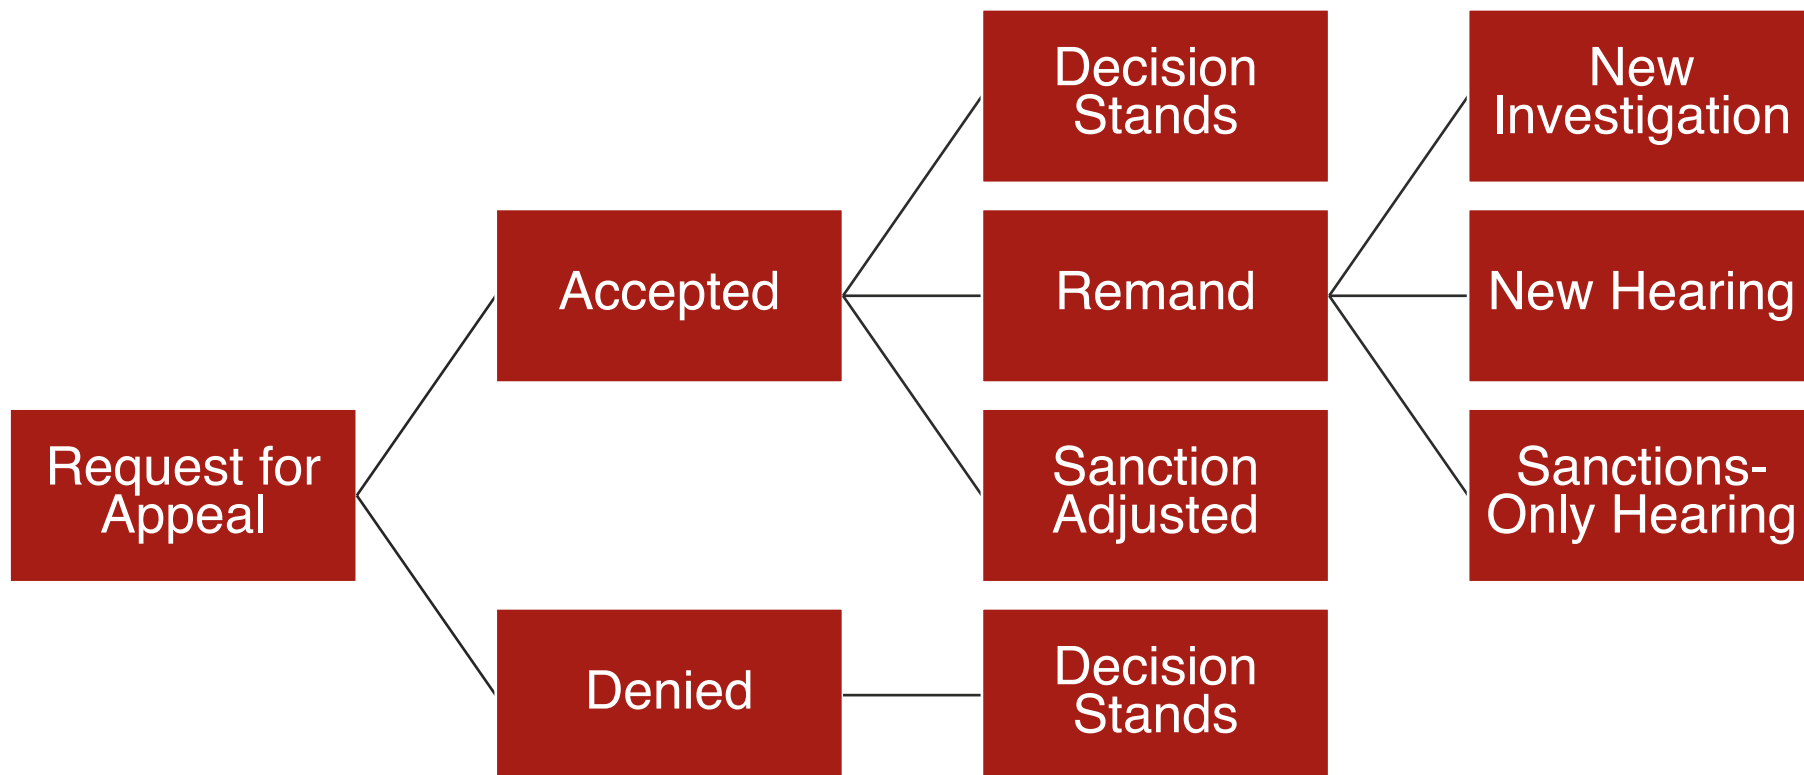 Request for
Appeal
Accepted
Denied
Decision
Stands
Remand
Sanction
Adjusted
Decision
Stands
New
Investigation
New Hearing
Sanctions-
Only Hearing